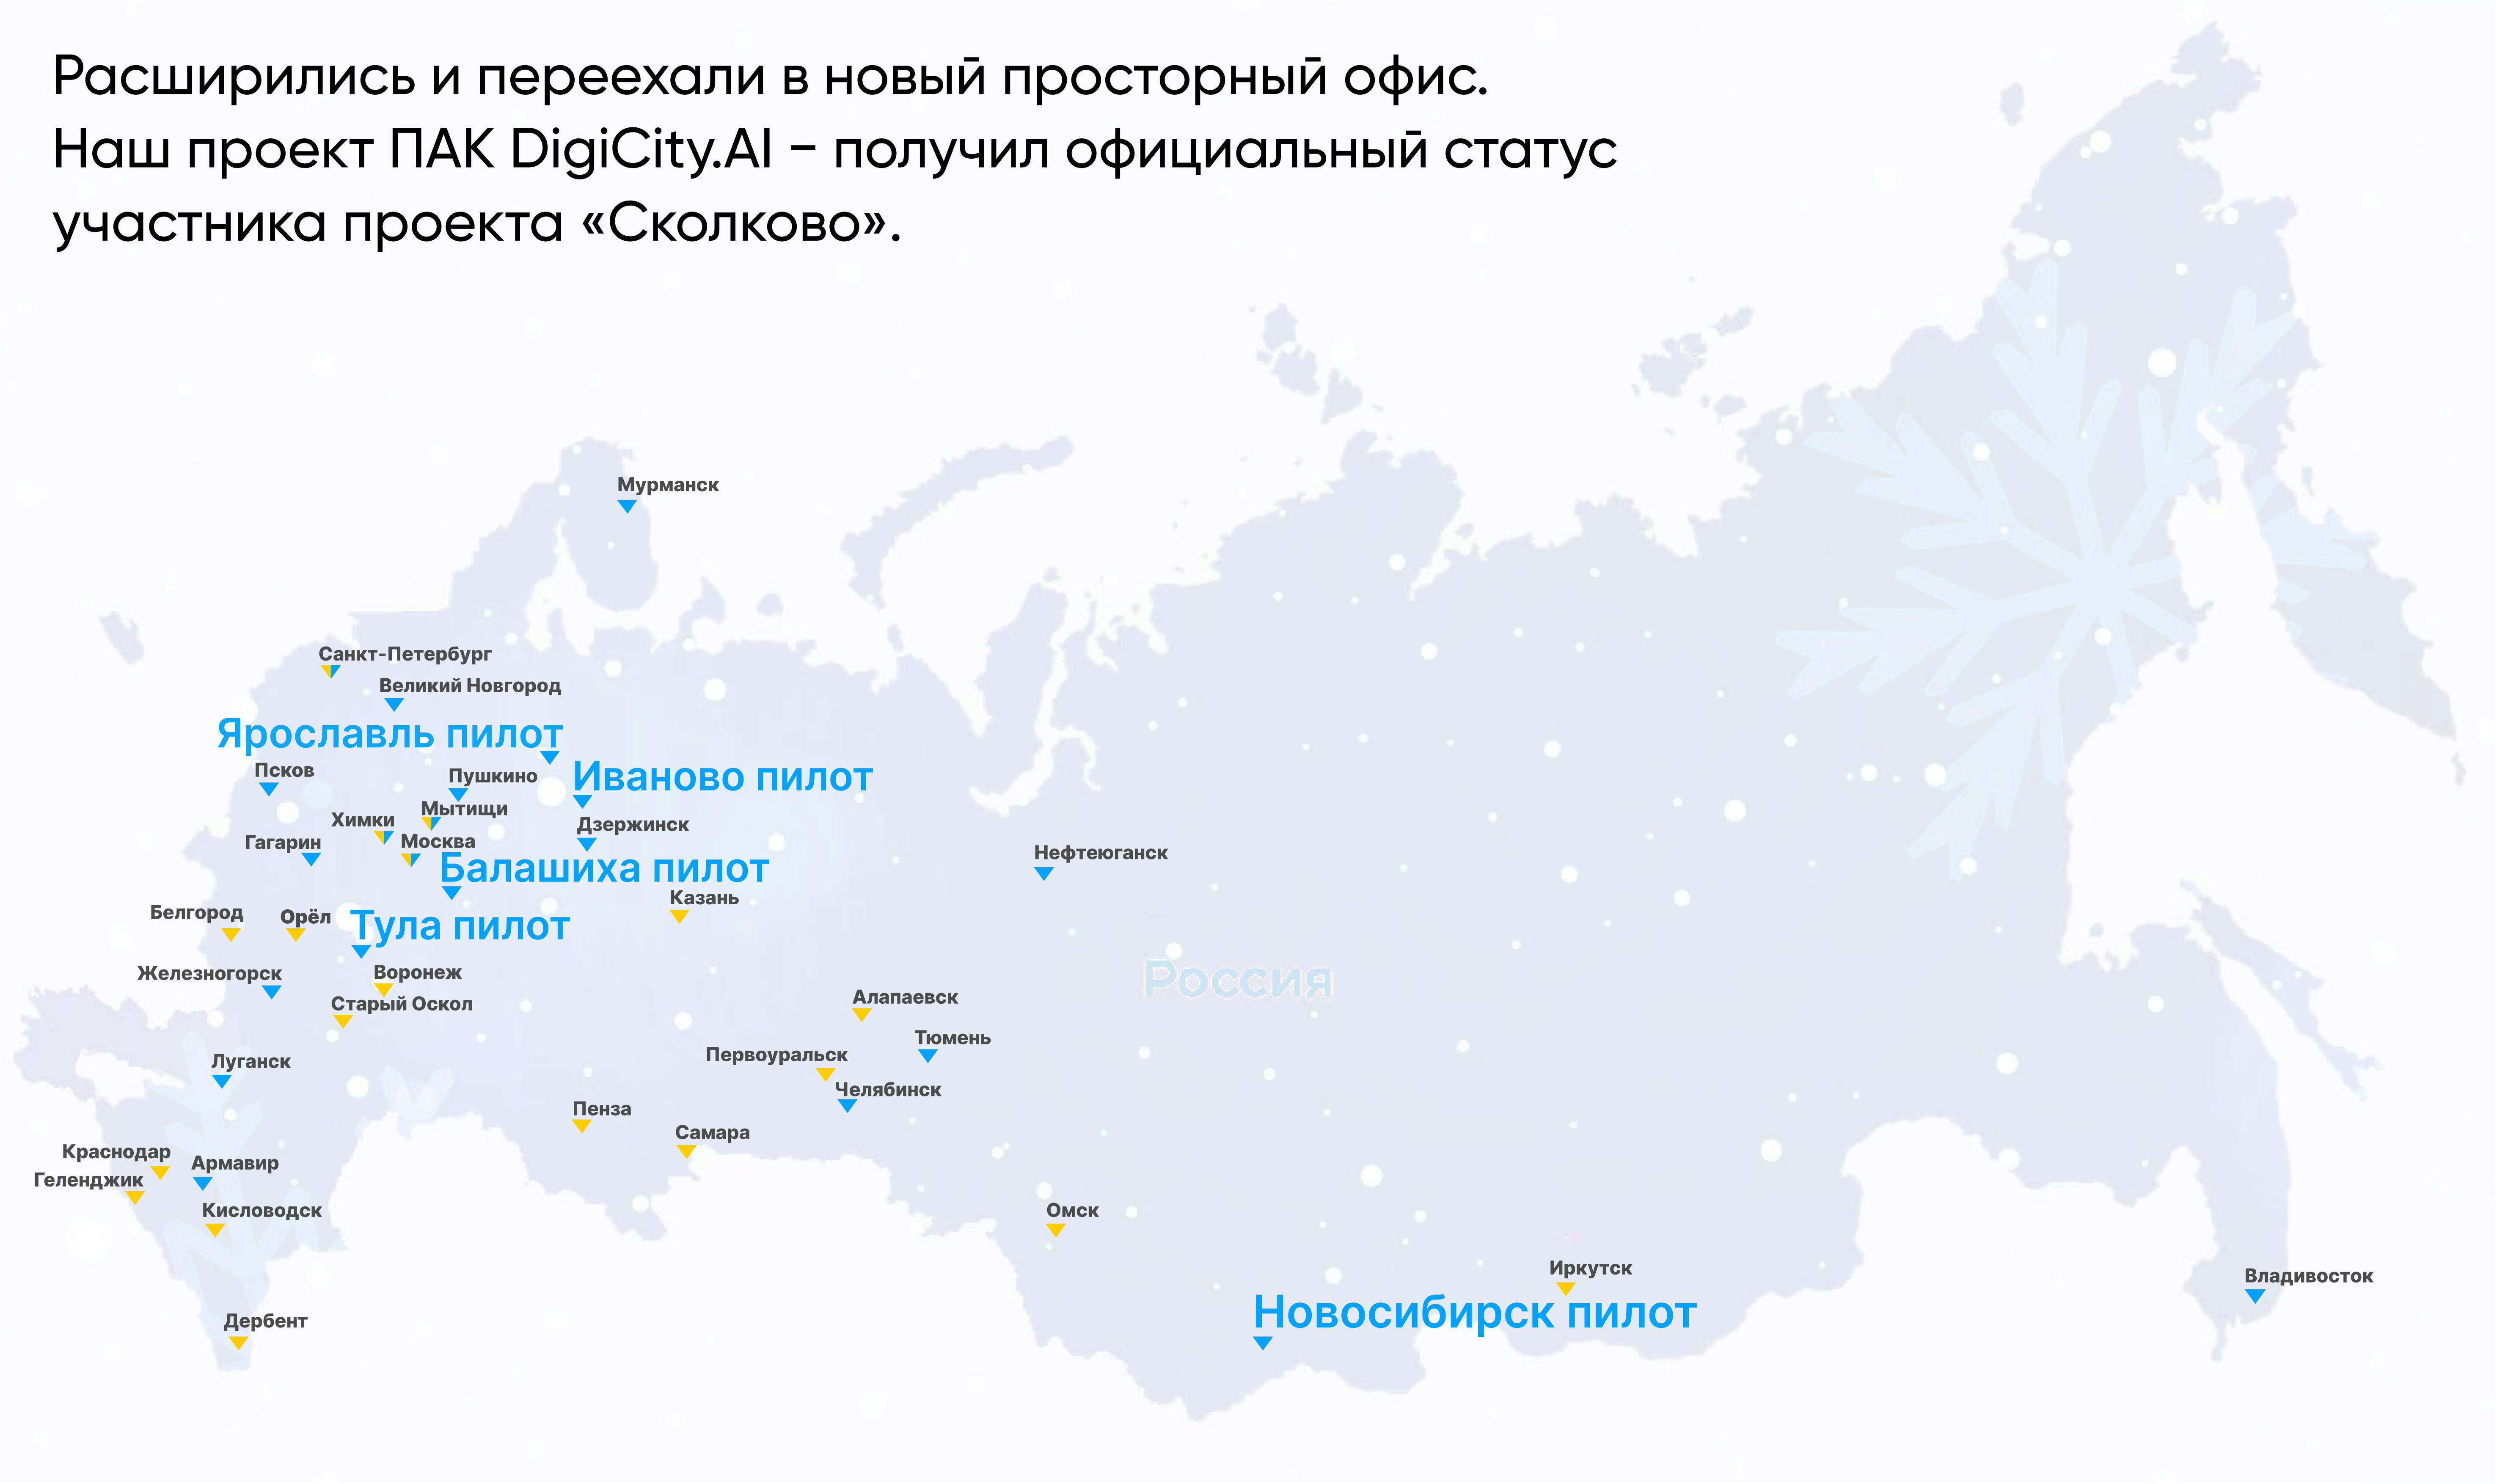 Расширились и переехали в новый просторный офис.
Наш проект ПАК DigiCity.AI – получил официальный статус
участника проекта «Сколково».
Мурманск
Санкт-Петербург
Великий Новгород
Ярославль пилот
Псков
Пушкино
Иваново пилот
Мытищи
Химки
Дзержинск
Гагарин
Москва
Балашиха пилот
Нефтеюганск
Казань
Белгород
Орёл
Тула пилот
Железногорск
Воронеж
Россия
Старый Оскол
Алапаевск
Тюмень
Луганск
Первоуральск
Челябинск
Пенза
Самара
Краснодар
Армавир
Геленджик
Кисловодск
Омск
Иркутск
Владивосток
Новосибирск пилот
Дербент